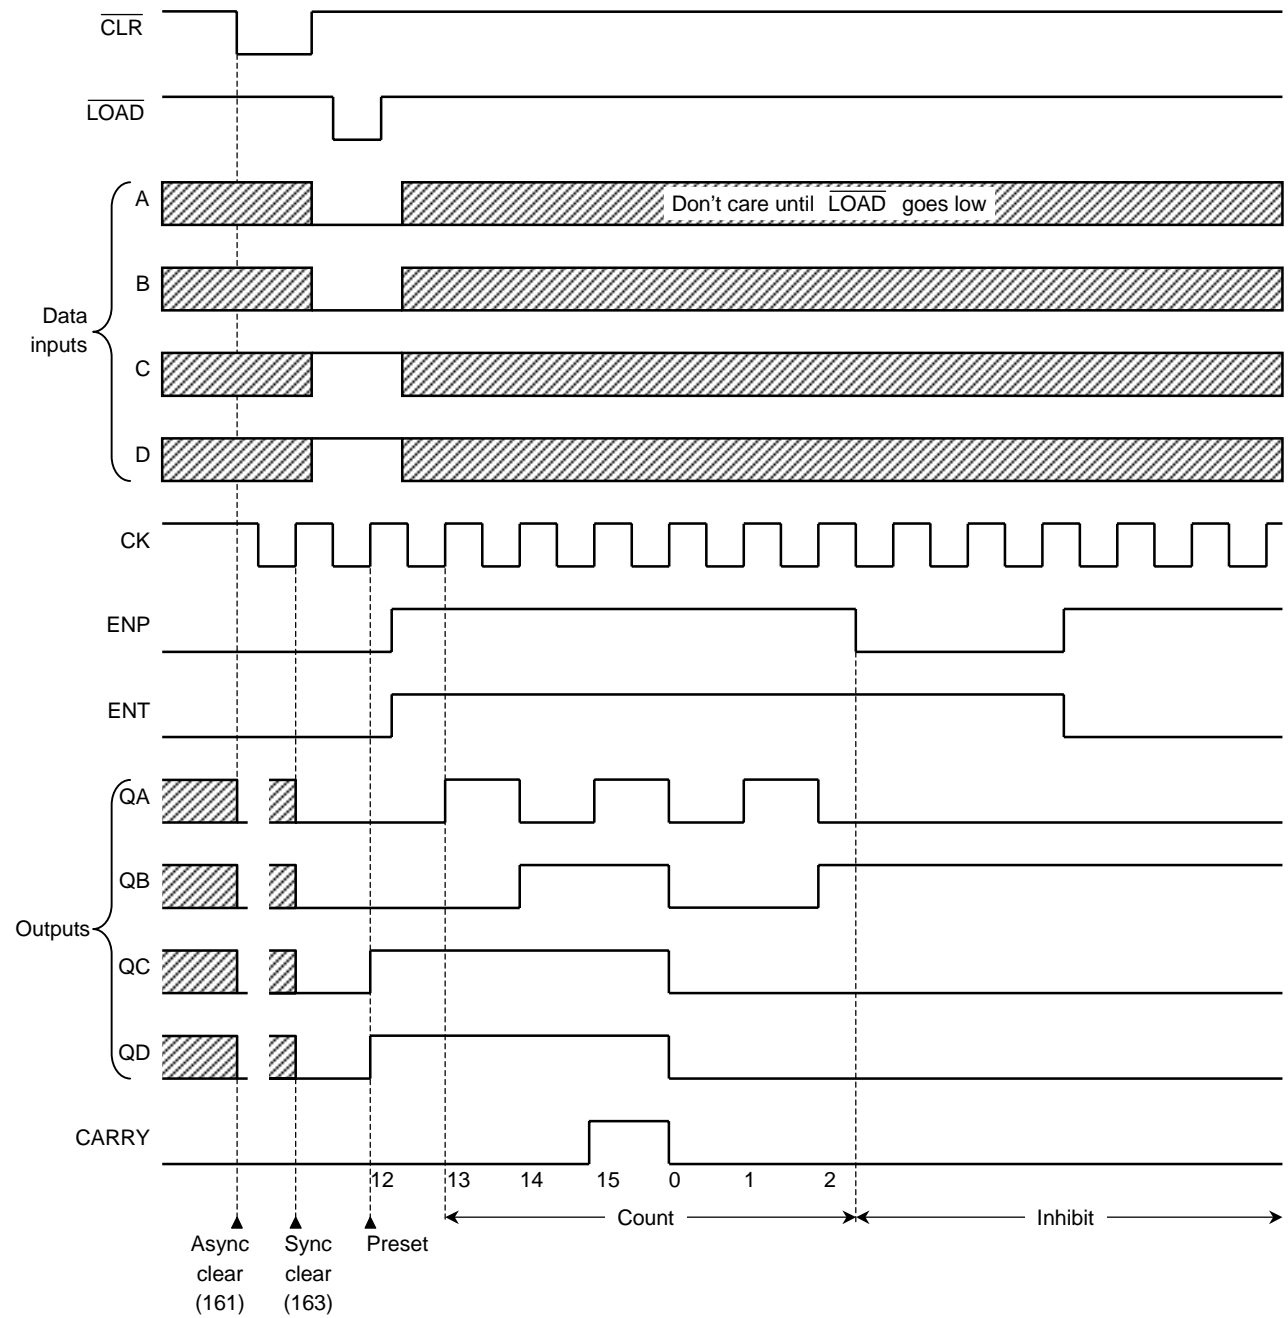 CLR
LOAD
A
Don't care until LOAD goes low
B
Data
inputs
C
D
CK
ENP
ENT
QA
QB
Outputs
QC
QD
CARRY
12 13 14 15 0 1 2
Count
Inhibit
Async
clear
(161)
Sync
clear
(163)
Preset